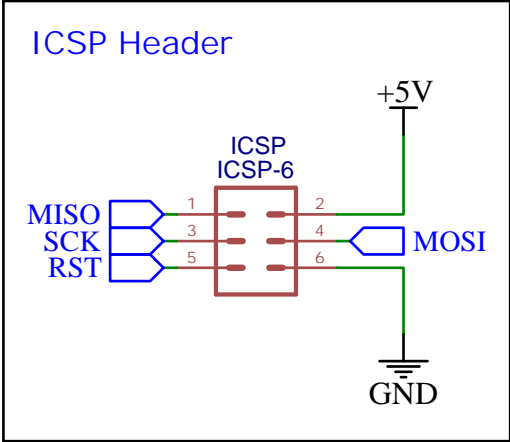 ICSP Header
+5V
ICSP
ICSP-6
MISO 1 2
SCK 3 4 MOSI
RST 5 6
GND